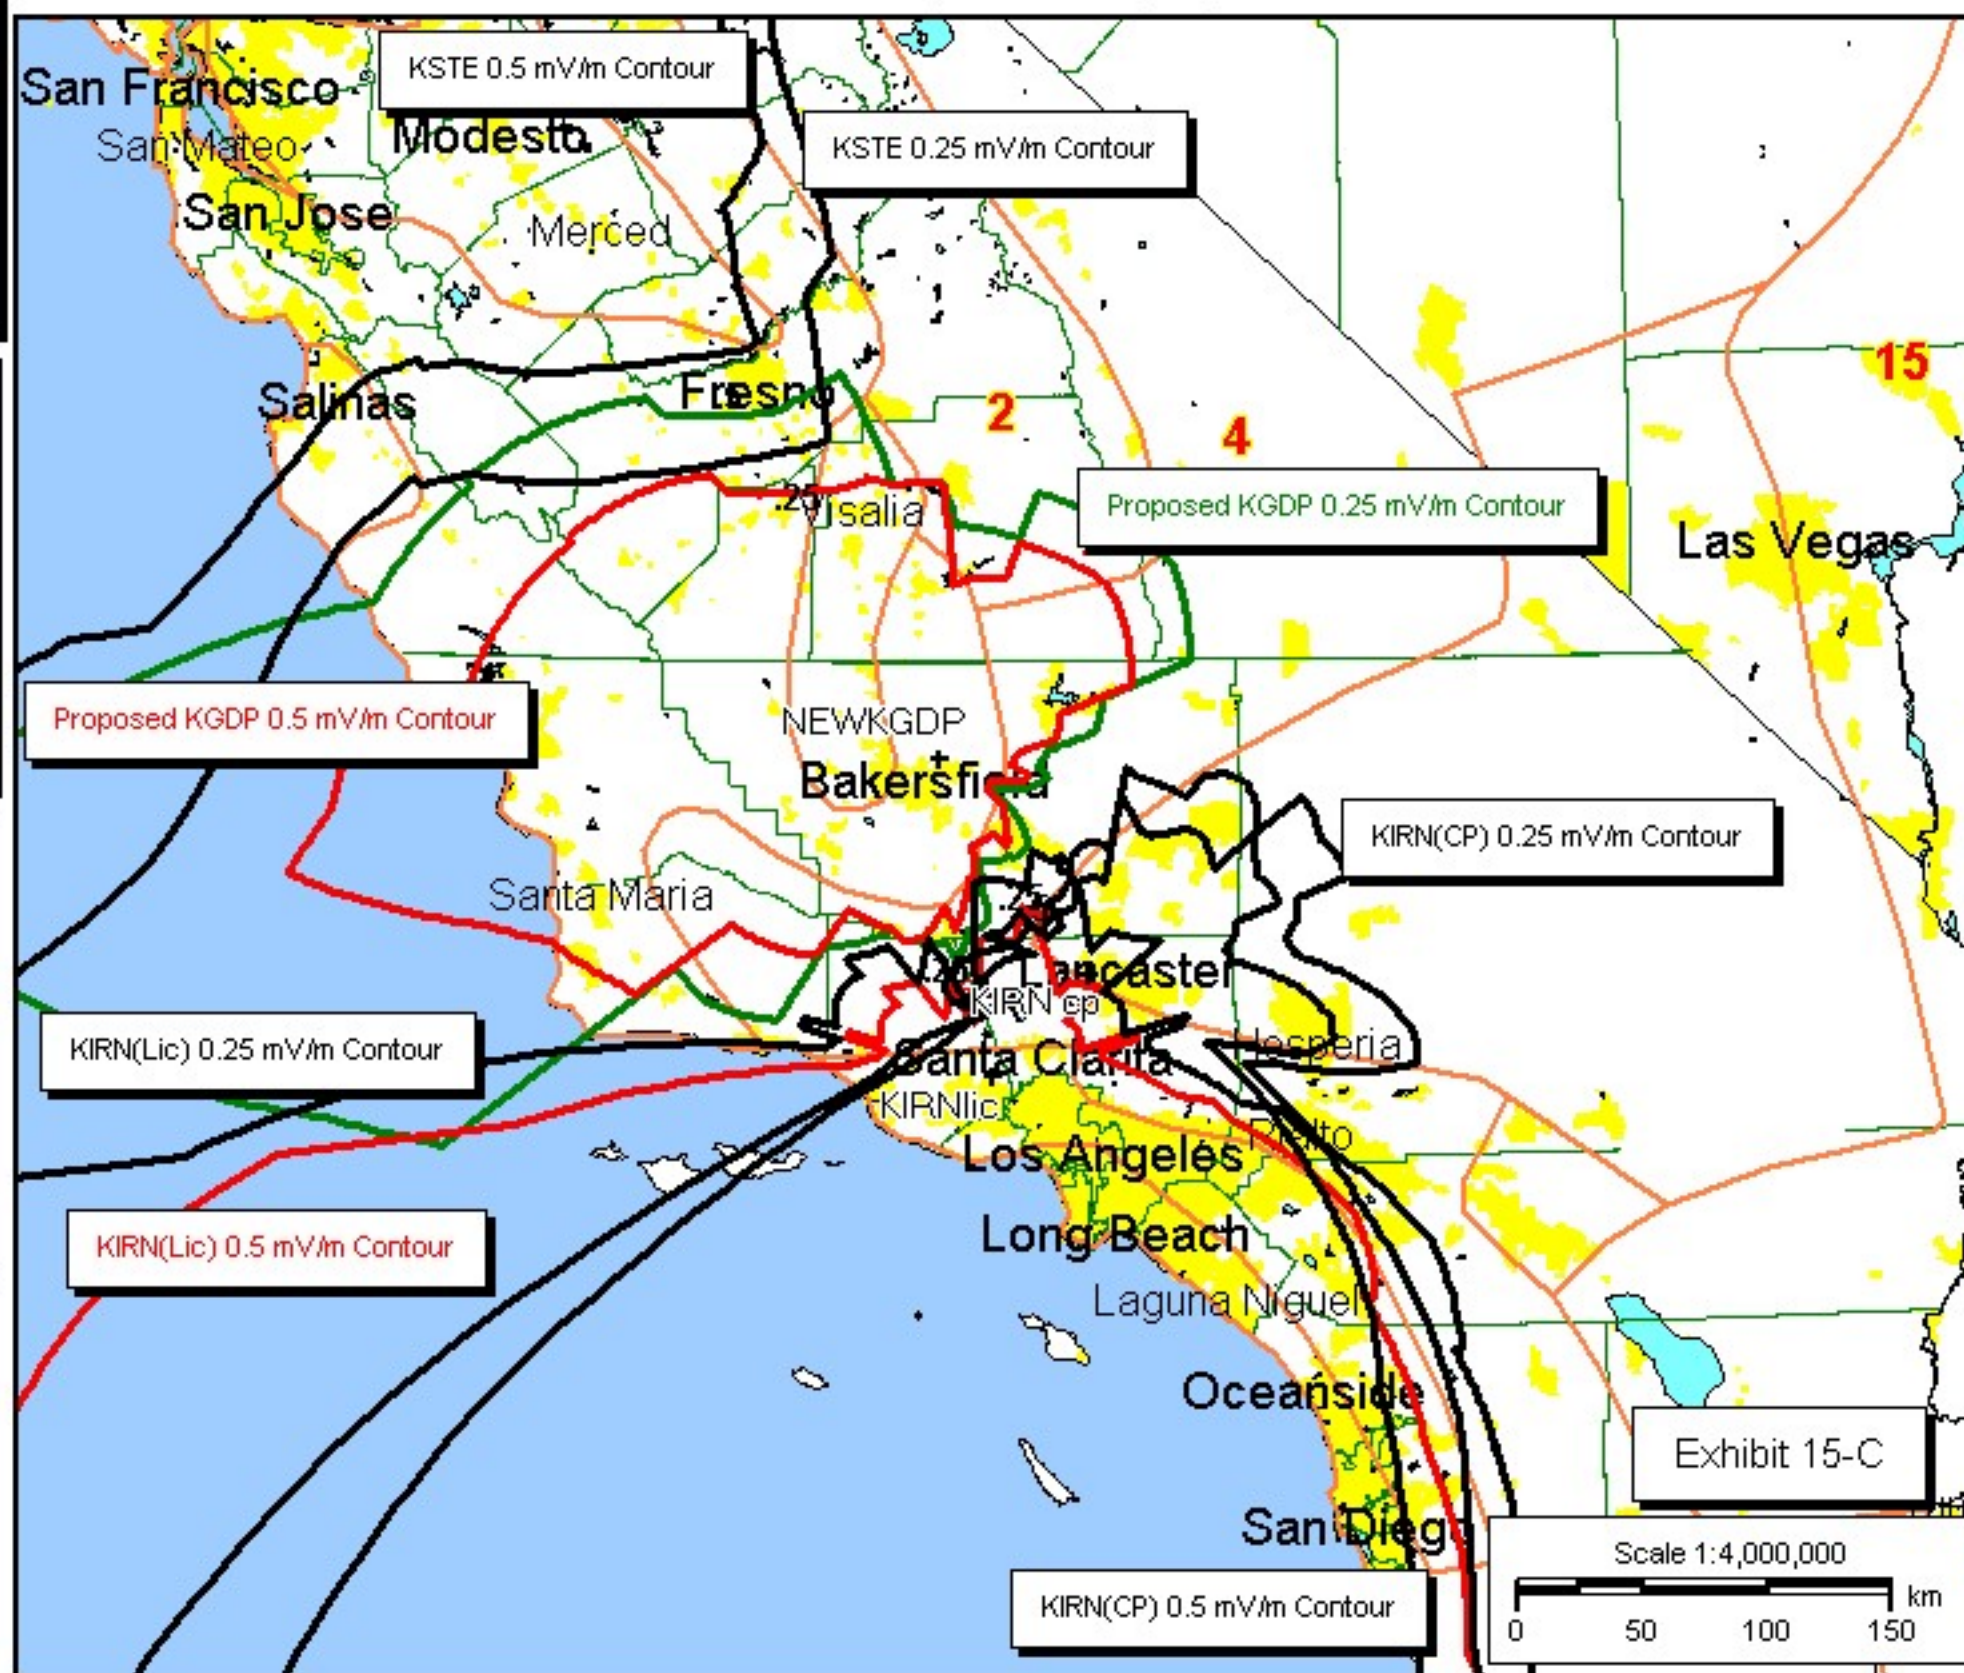 KSTE 0.5 mV/m Contour
San Francisco
San Mateo
Modesto
KSTE 0.25 mV/m Contour
San Jose
Merced
15
Salinas
Fresno
2
4
.25
Visalia
Proposed KGDP 0.25 mV/m Contour
Las Vegas
Proposed KGDP 0.5 mV/m Contour
NEWKGDP
Bakersfield
KIRN(CP) 0.25 mV/m Contour
Santa Maria
.25
Lancaster
KIRN cp
KIRN(Lic) 0.25 mV/m Contour
Santa Clarita
Hesperia
KIRNlic
Rialto
Los Angeles
Long Beach
KIRN(Lic) 0.5 mV/m Contour
Laguna Niguel
Oceanside
Exhibit 15-C
San Diego
Scale 1:4,000,000
km
0 50 100 150
KIRN(CP) 0.5 mV/m Contour